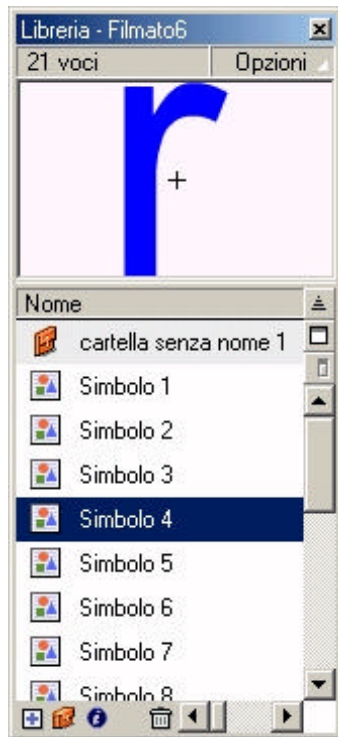 Libreria - Filmato6
21 voci Opzioni
r
Nome
cartella senza nome 1
Simbolo 1
Simbolo 2
Simbolo 3
Simbolo 4
Simbolo 5
Simbolo 6
Simbolo 7
Simbolo 8